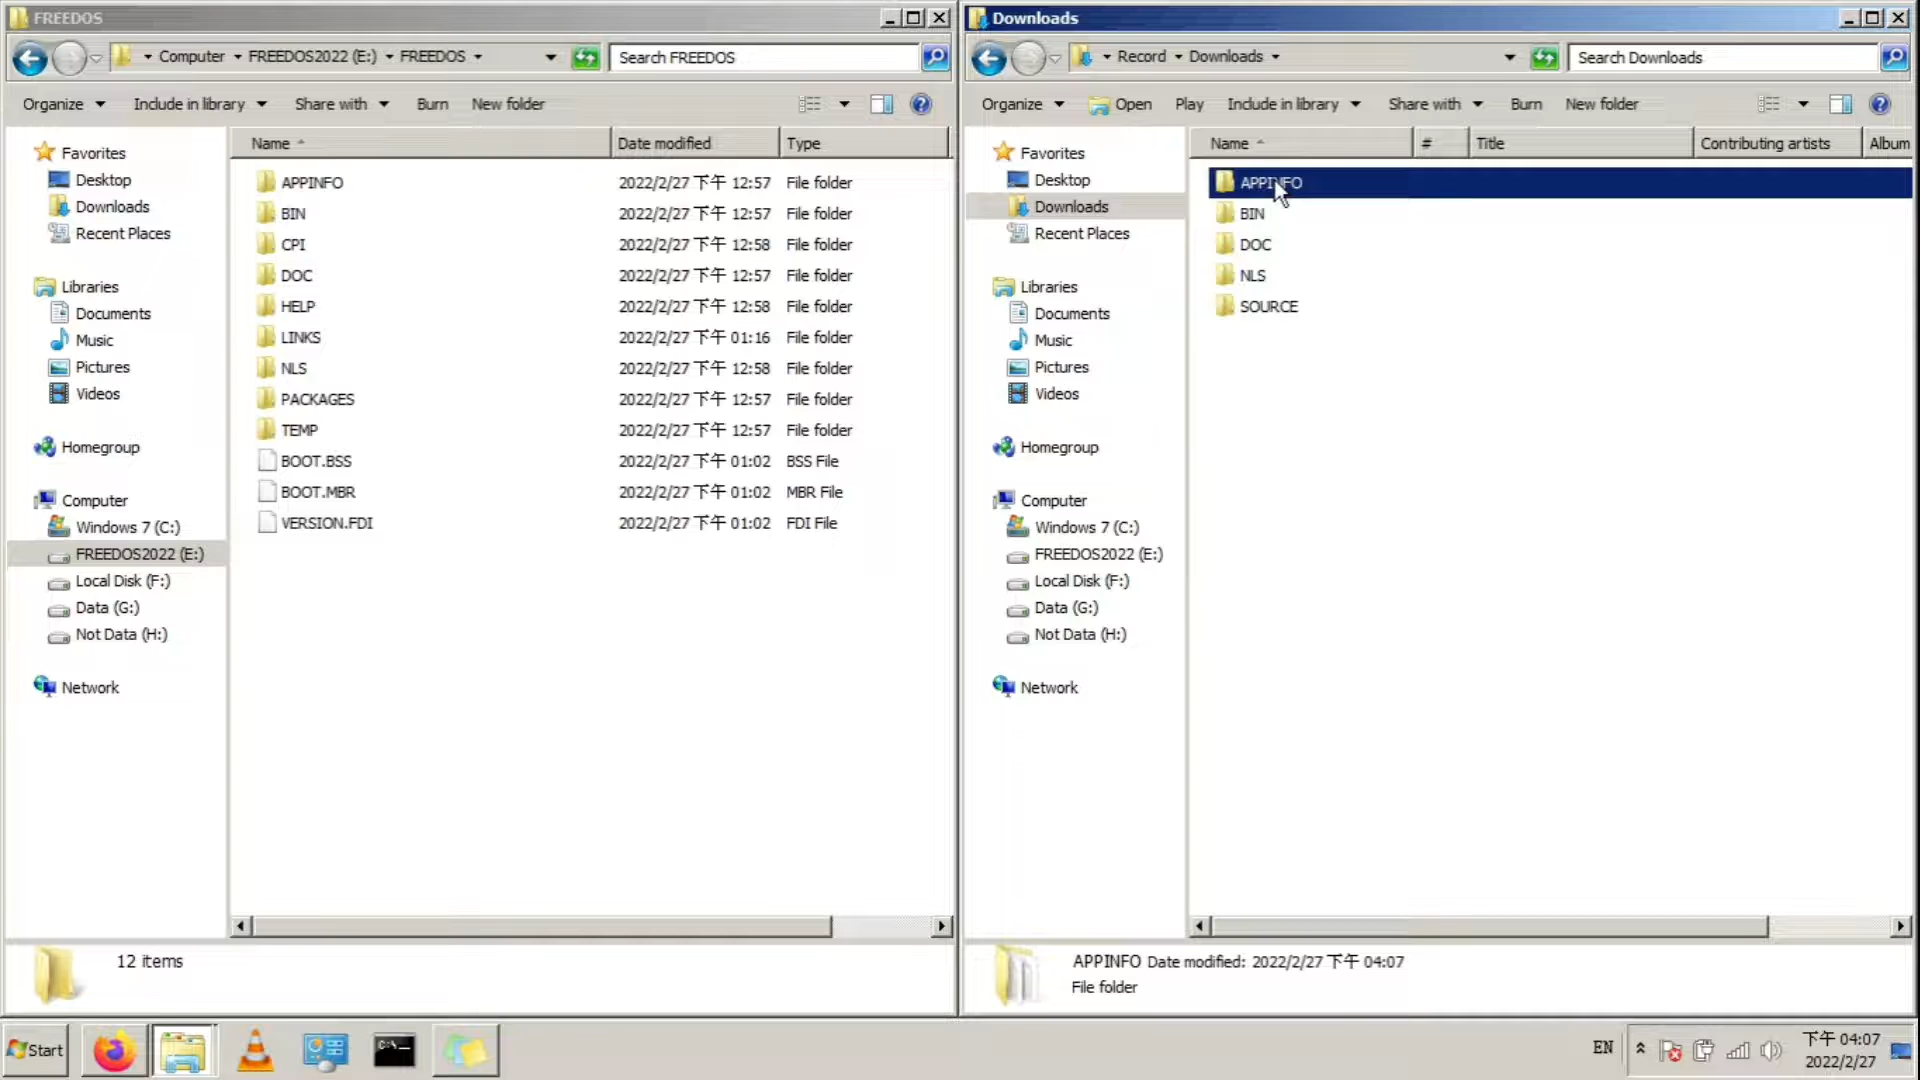 FREEDOS
Computer FREEDOS2022 (E:) FREEDOS
Search FREEDOS
Organize Include in library Share with Burn New folder
Favorites
Desktop
Downloads
Recent Places
Libraries
Documents
Music
Pictures
Videos
Homegroup
Computer
Windows 7 (C:)
FREEDOS2022 (E:)
Local Disk (F:)
Data (G:)
Not Data (H:)
Network
Name Date modified Type
APPINFO 2022/2/27 下午 12:57 File folder
BIN 2022/2/27 下午 12:57 File folder
CPI 2022/2/27 下午 12:58 File folder
DOC 2022/2/27 下午 12:57 File folder
HELP 2022/2/27 下午 12:58 File folder
LINKS 2022/2/27 下午 01:16 File folder
NLS 2022/2/27 下午 12:58 File folder
PACKAGES 2022/2/27 下午 12:57 File folder
TEMP 2022/2/27 下午 12:57 File folder
BOOT.BSS 2022/2/27 下午 01:02 BSS File
BOOT.MBR 2022/2/27 下午 01:02 MBR File
VERSION.FDI 2022/2/27 下午 01:02 FDI File
12 items
Downloads
Record Downloads
Search Downloads
Organize Open Play Include in library Share with Burn New folder
Favorites
Desktop
Downloads
Recent Places
Libraries
Documents
Music
Pictures
Videos
Homegroup
Computer
Windows 7 (C:)
FREEDOS2022 (E:)
Local Disk (F:)
Data (G:)
Not Data (H:)
Network
Name # Title Contributing artists Album
APPINFO
BIN
DOC
NLS
SOURCE
APPINFO Date modified: 2022/2/27 下午 04:07
File folder
Start
C:\
EN
下午 04:07
2022/2/27